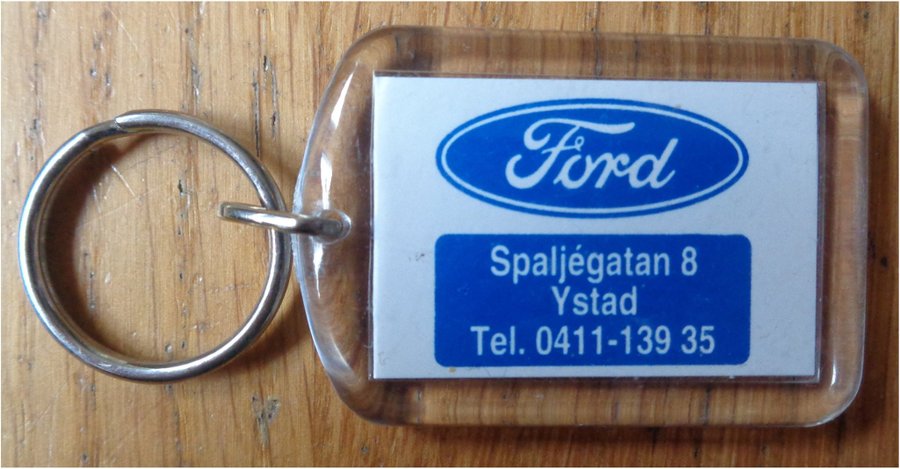 Ford
Spaljégatan 8
Ystad
Tel. 0411-139 35